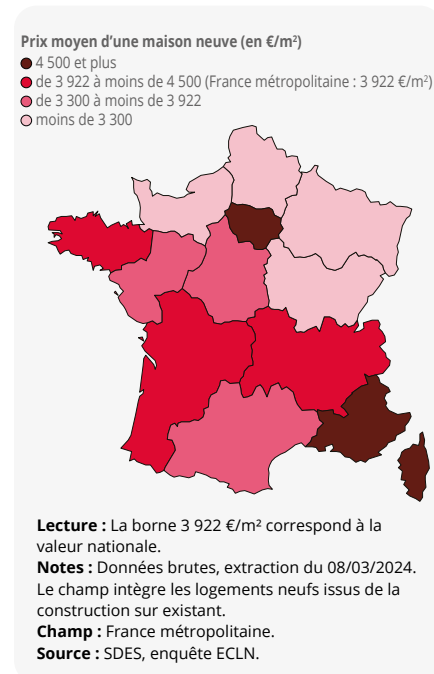 Prix moyen d’une maison neuve (en €/m²)
4 500 et plus
de 3 922 à moins de 4 500 (France métropolitaine : 3 922 €/m²)
de 3 300 à moins de 3 922
moins de 3 300
Lecture : La borne 3 922 €/m² correspond à la
valeur nationale.
Notes : Données brutes, extraction du 08/03/2024.
Le champ intègre les logements neufs issus de la
construction sur existant.
Champ : France métropolitaine.
Source : SDES, enquête ECLN.